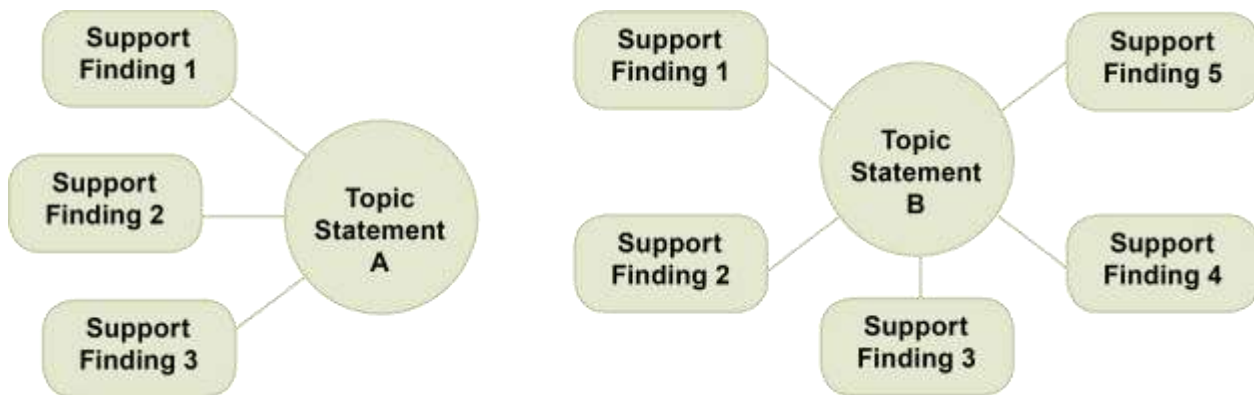 Support
Finding 1
Support
Finding 2
Support
Finding 3
Topic
Statement
A
Support
Finding 1
Support
Finding 2
Topic
Statement
B
Support
Finding 3
Support
Finding 5
Support
Finding 4